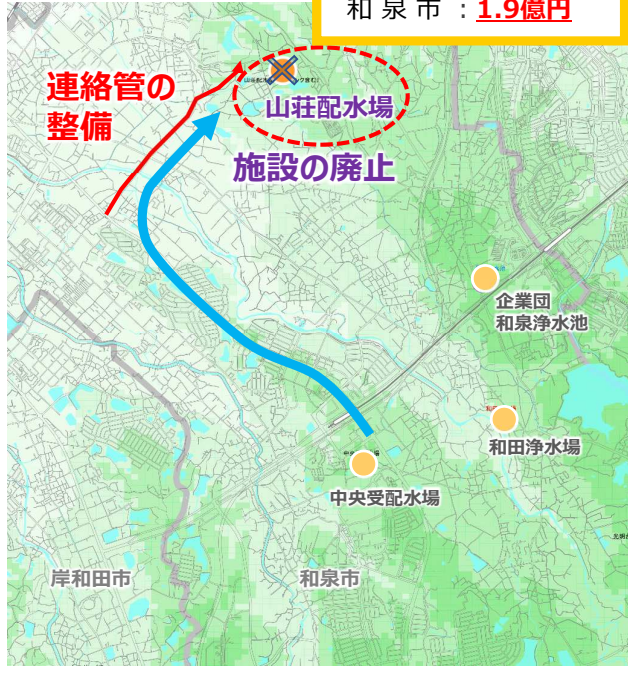 和泉市：1.9億円
連絡管の
整備
山荘配水場
施設の廃止
企業団
和泉浄水池
和田浄水場
中央受配水場
岸和田市
和泉市